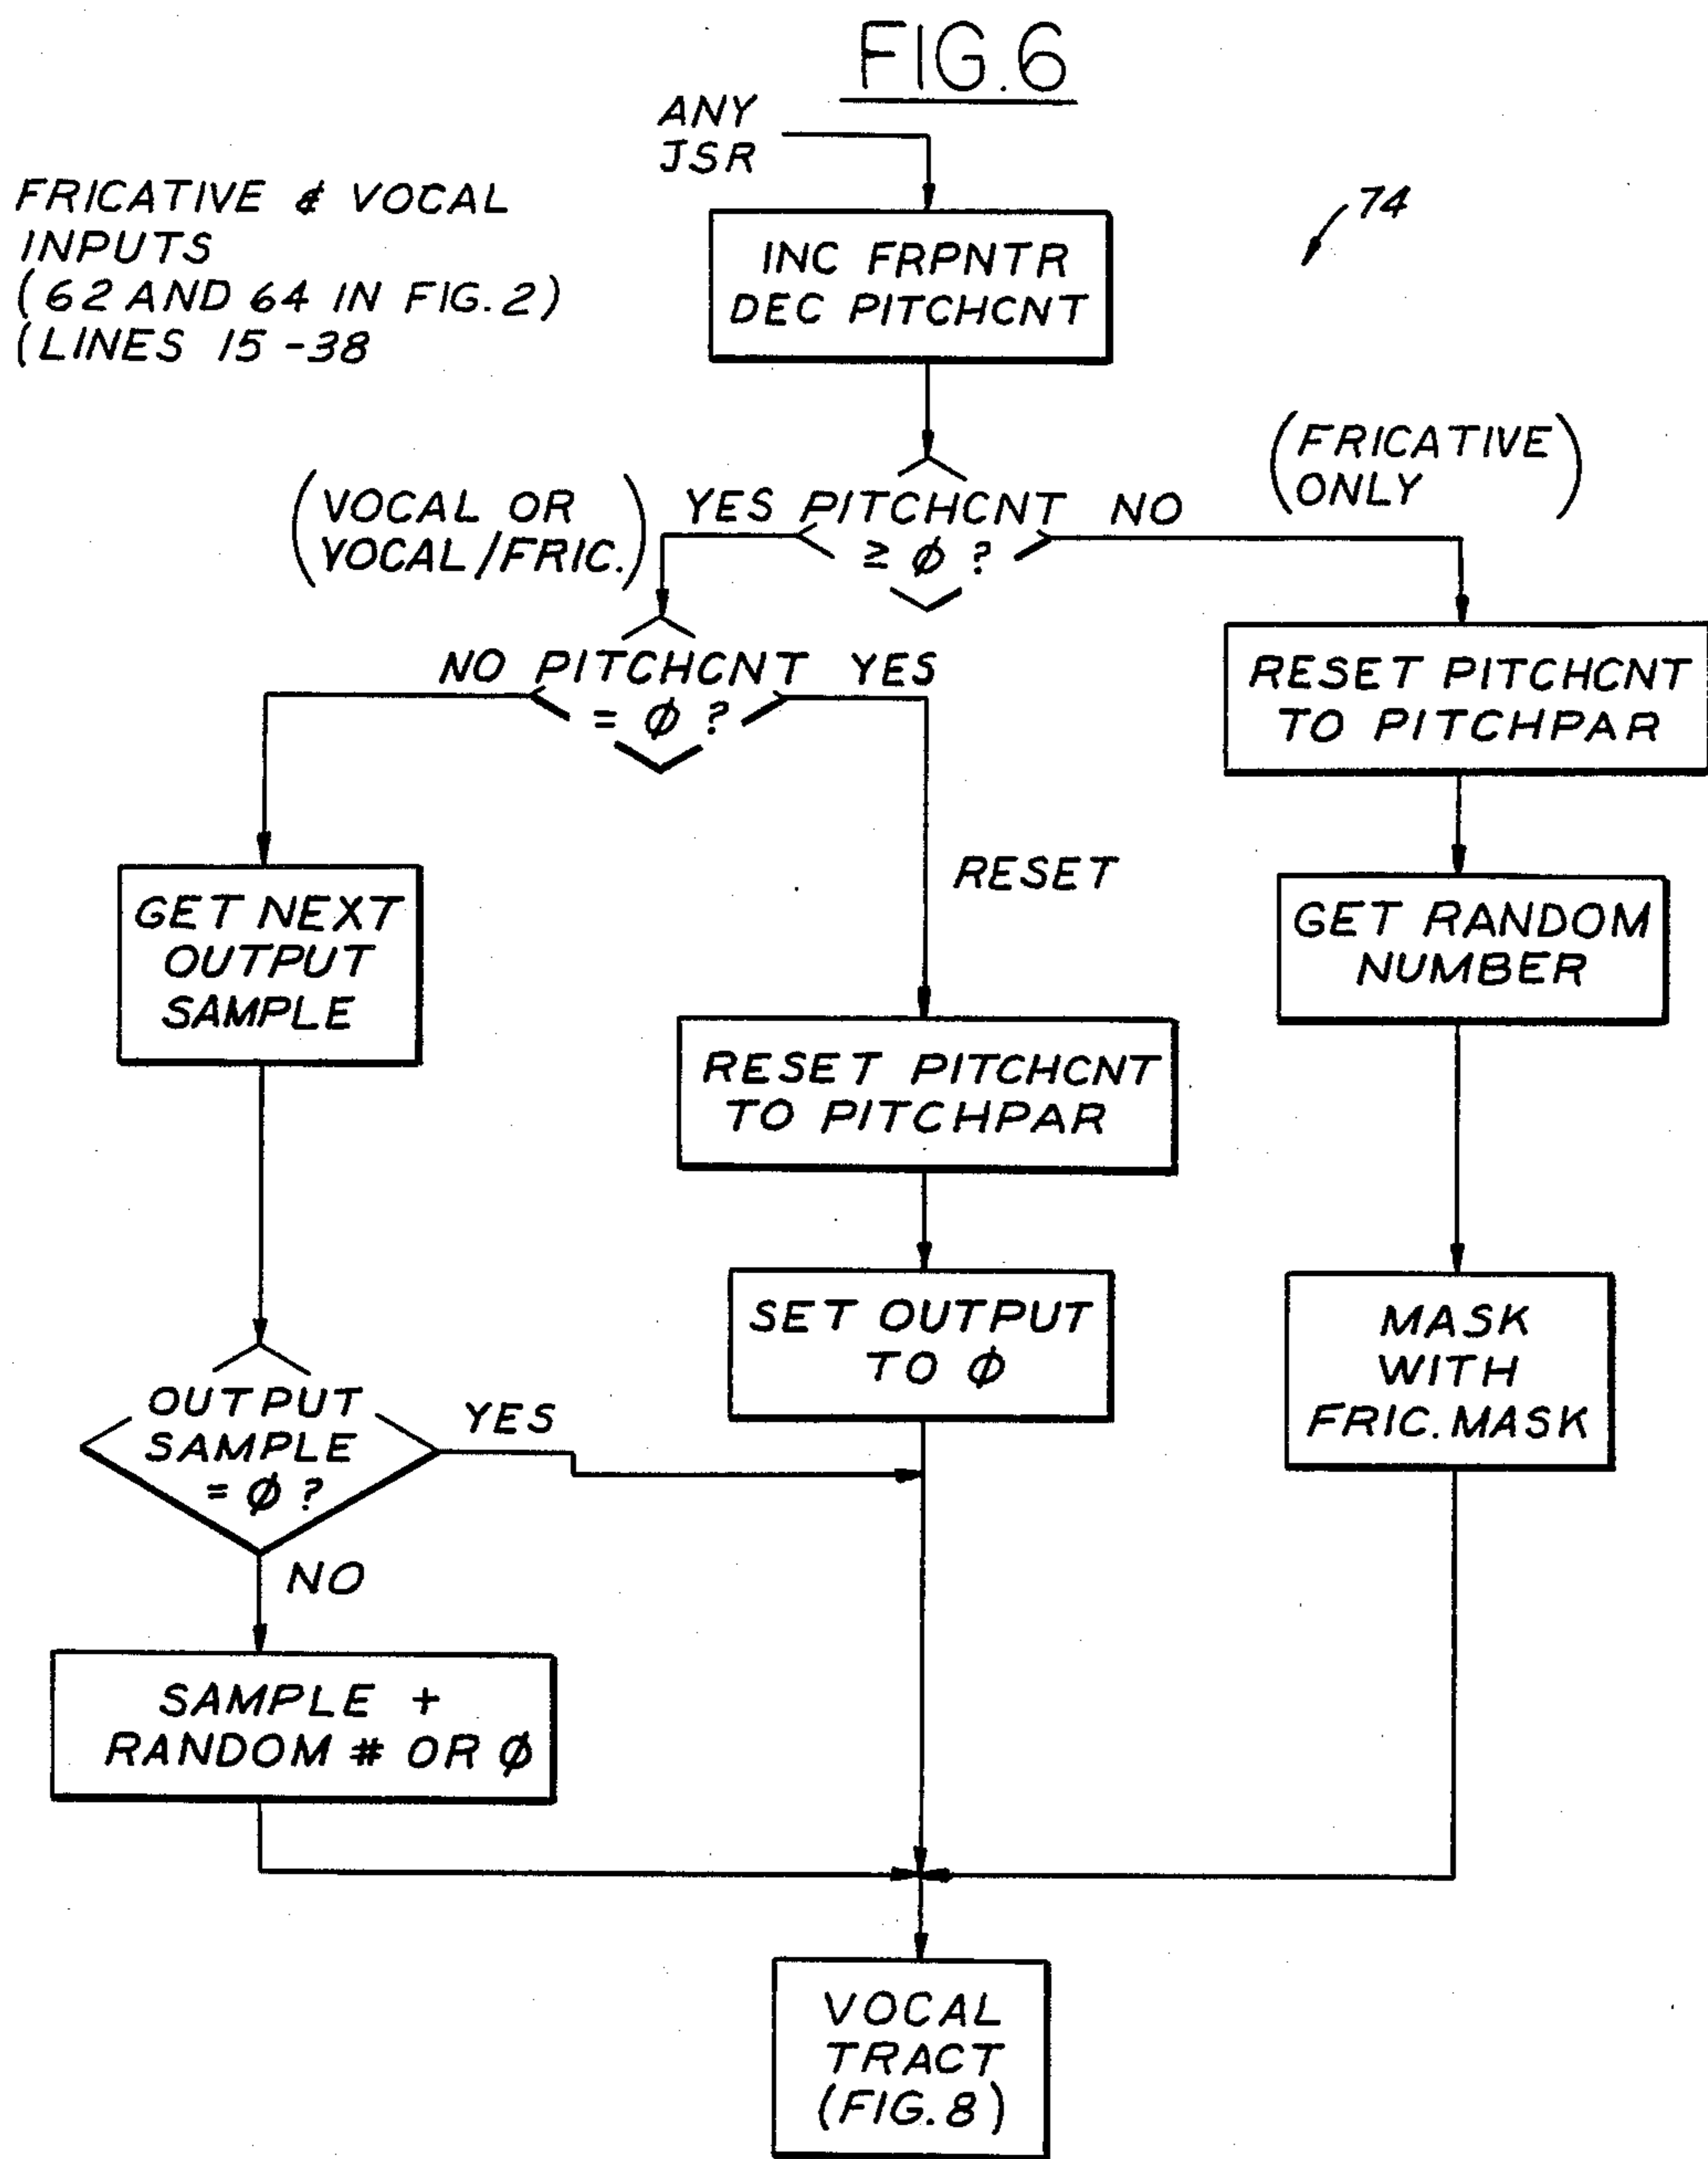 FIG.6
ANY
JSR
FRICATIVE & VOCAL
INPUTS
(62 AND 64 IN FIG.2)
(LINES 15-38
74
INC FRPNTR
DEC PITCHCNT
(FRICATIVE
ONLY)
(VOCAL OR
VOCAL/FRIC.)
YES PITCHCNT NO
≥ ø ?
NO PITCHCNT YES
= ø ?
RESET PITCHCNT
TO PITCHPAR
RESET
GET NEXT
OUTPUT
SAMPLE
GET RANDOM
NUMBER
RESET PITCHCNT
TO PITCHPAR
SET OUTPUT
TO ø
MASK
WITH
FRIC. MASK
OUTPUT
SAMPLE
= ø ?
YES
NO
SAMPLE +
RANDOM # OR ø
VOCAL
TRACT
(FIG.8)